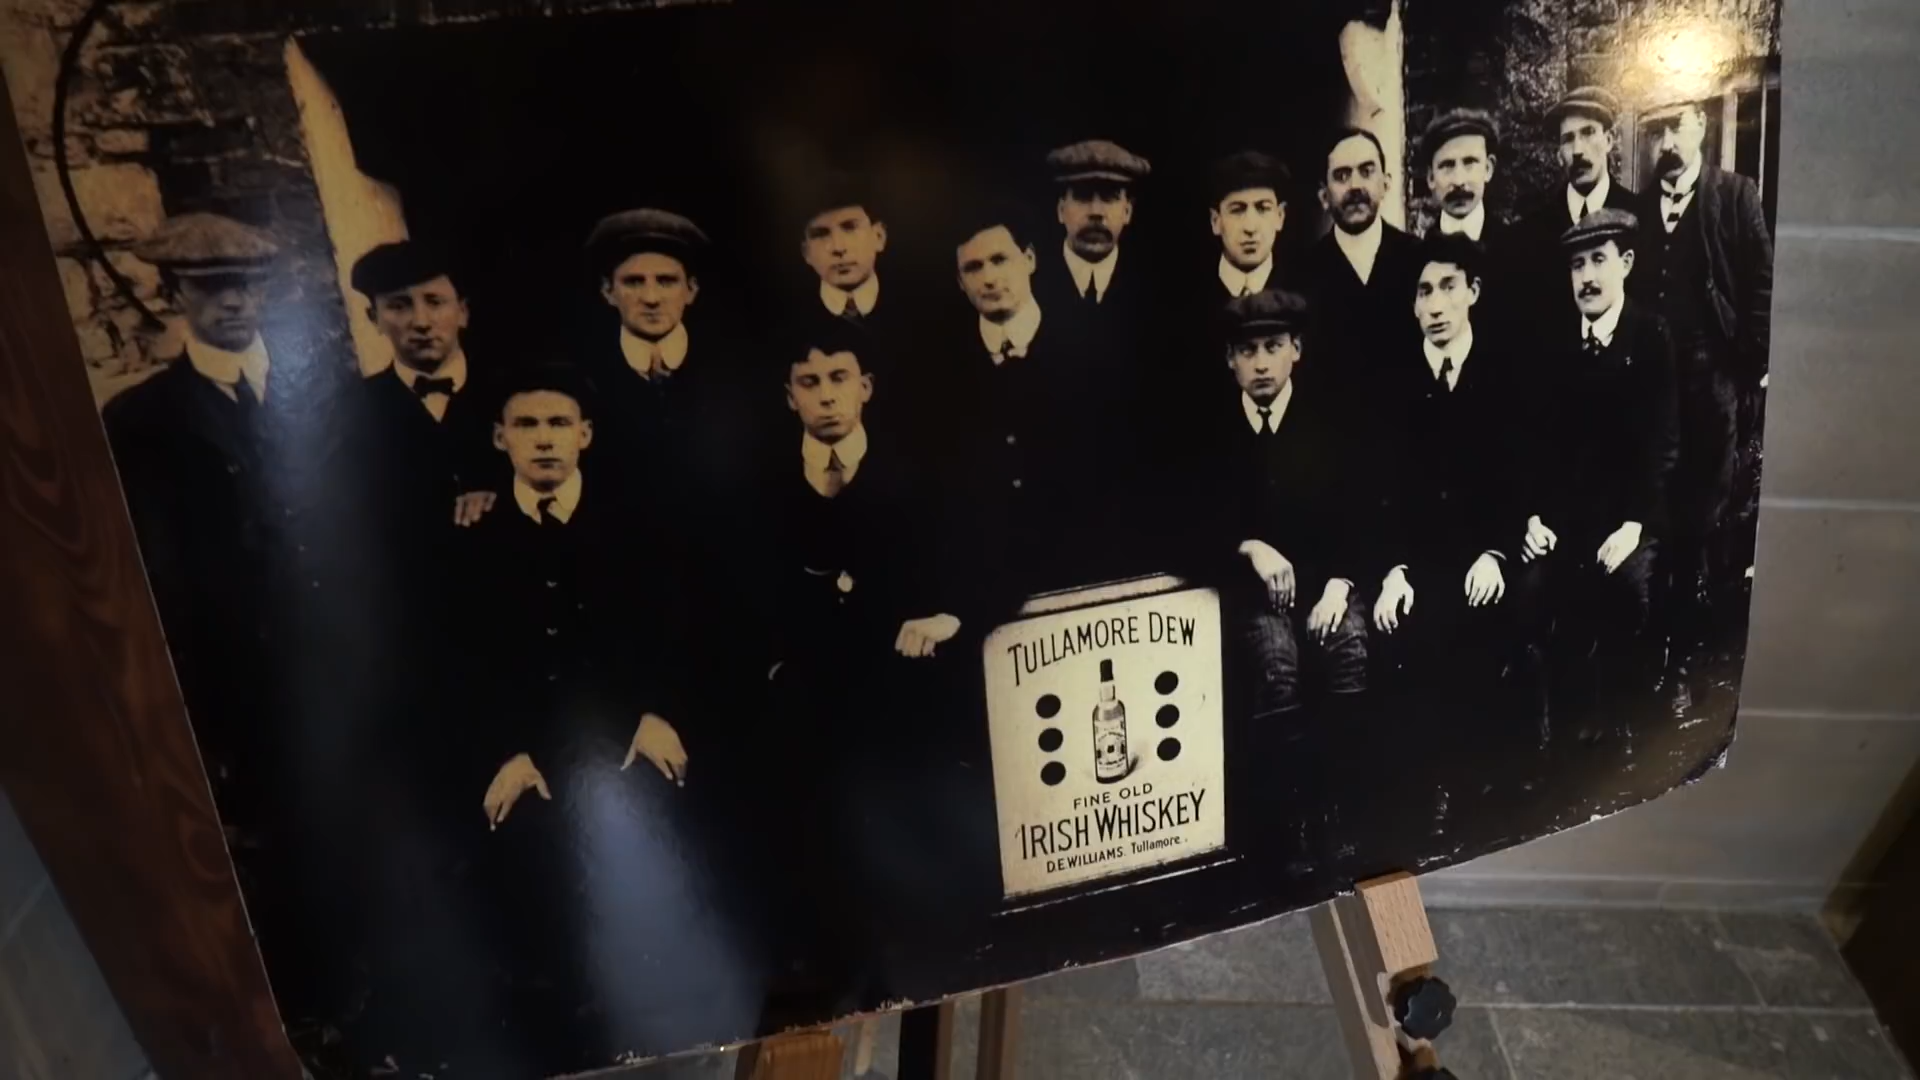 TULLAMORE DEW
FINE OLD
IRISH WHISKEY
D.E. WILLIAMS. Tullamore.